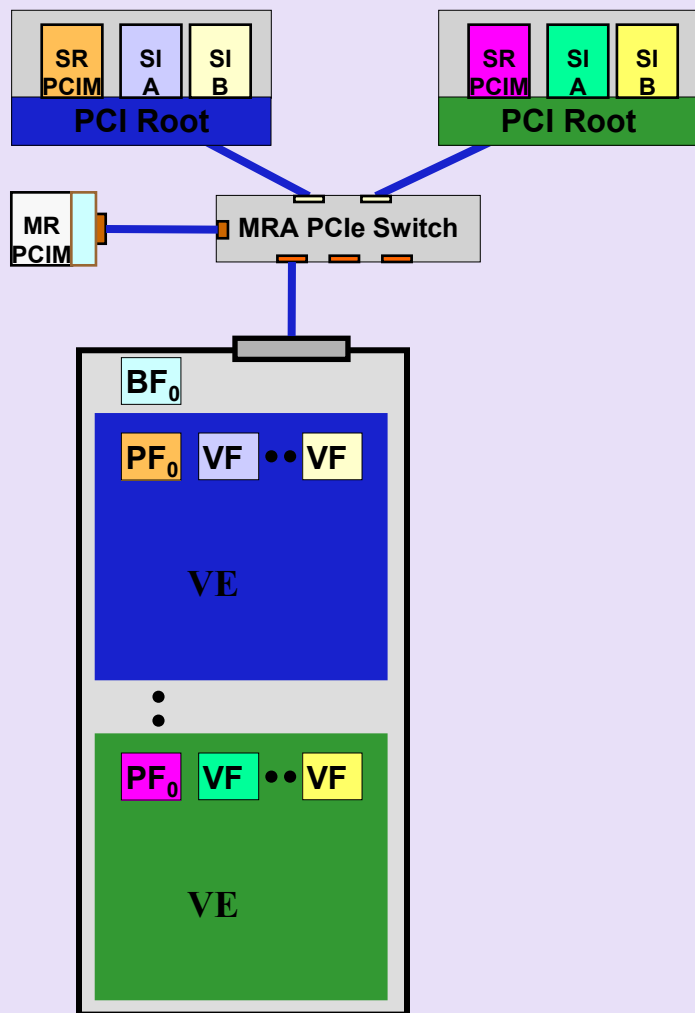 SR
PCIM
SI
A
SI
B
PCI Root
SR
PCIM
SI
A
SI
B
PCI Root
MR
PCIM
MRA PCIe Switch
BF0
PF0 VF •• VF
VE
PF0 VF •• VF
VE